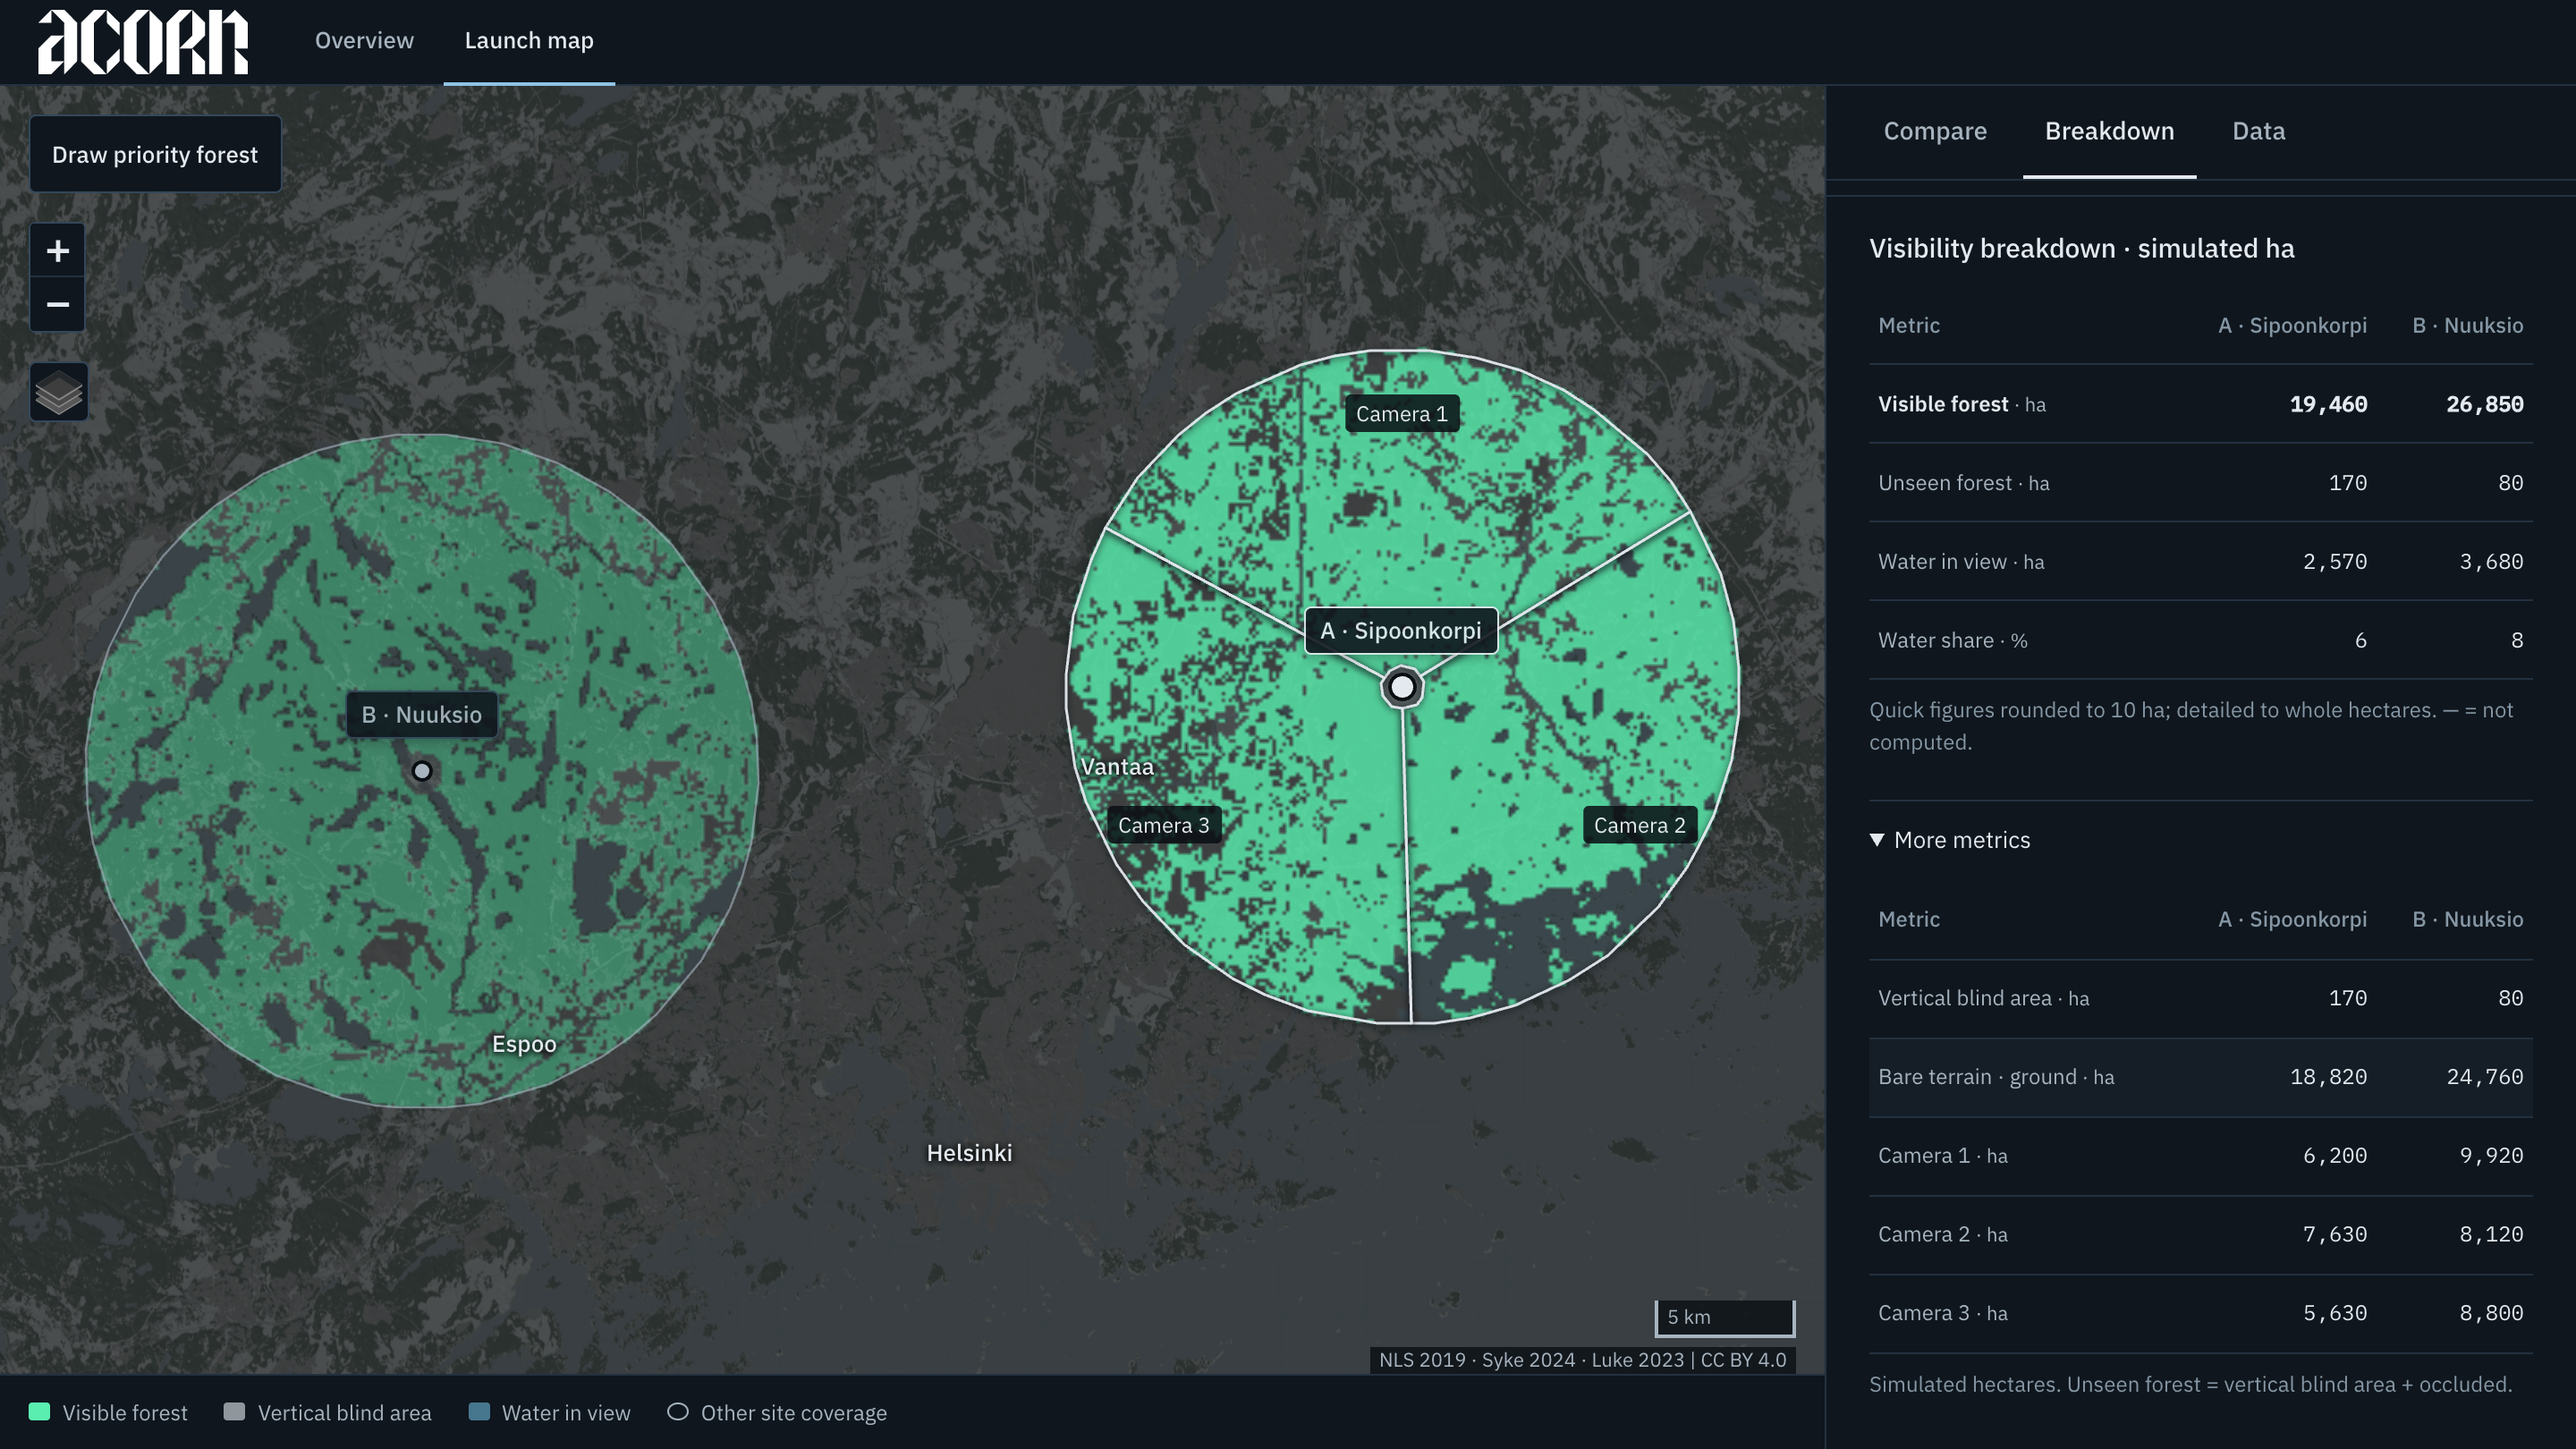 acorn
Overview
Launch map
Draw priority forest
+
−
Camera 1
A · Sipoonkorpi
B · Nuuksio
Vantaa
Camera 3
Camera 2
Espoo
Helsinki
5 km
NLS 2019 · Syke 2024 · Luke 2023 | CC BY 4.0
Visible forest
Vertical blind area
Water in view
Other site coverage
Compare
Breakdown
Data
Visibility breakdown · simulated ha
Metric A · Sipoonkorpi B · Nuuksio
Visible forest · ha 19,460 26,850
Unseen forest · ha 170 80
Water in view · ha 2,570 3,680
Water share · % 6 8
Quick figures rounded to 10 ha; detailed to whole hectares. — = not
computed.
▼ More metrics
Metric A · Sipoonkorpi B · Nuuksio
Vertical blind area · ha 170 80
Bare terrain · ground · ha 18,820 24,760
Camera 1 · ha 6,200 9,920
Camera 2 · ha 7,630 8,120
Camera 3 · ha 5,630 8,800
Simulated hectares. Unseen forest = vertical blind area + occluded.